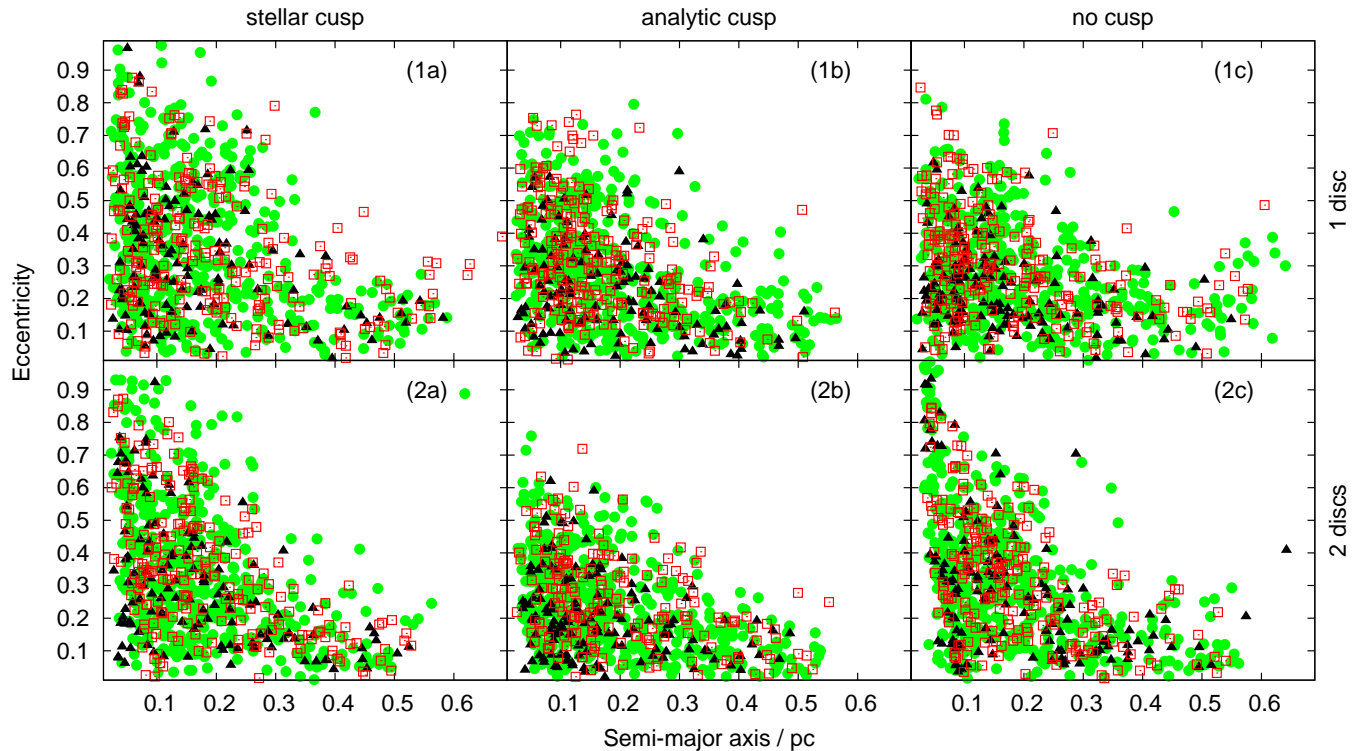 stellar cusp analytic cusp no cusp
(1a) (1b) (1c)
0.9
0.8
0.7
0.6
0.5
0.4
0.3
0.2
0.1
1 disc
Eccentricity
(2a) (2b) (2c)
0.9
0.8
0.7
0.6
0.5
0.4
0.3
0.2
0.1
2 discs
0.1 0.2 0.3 0.4 0.5 0.6 0.1 0.2 0.3 0.4 0.5 0.6 0.1 0.2 0.3 0.4 0.5 0.6
Semi-major axis / pc